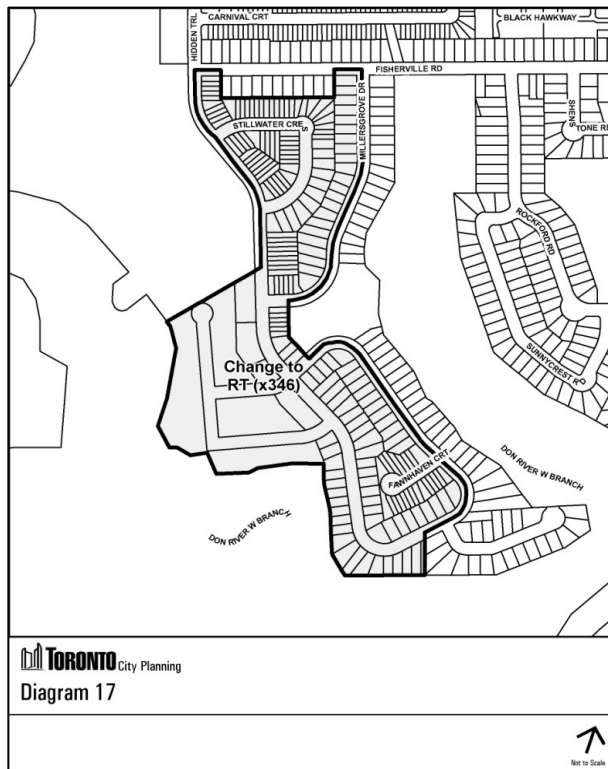 HIDDEN TRL
CARNIVAL CRT
BLACK HAWKWAY
FISHERVILLE RD
STILLWATER CRES
MILLERSGROVE DR
SHENS
TONE RD
ROCKFORD RD
SUNNYCREST RD
Change to
RT (x346)
FAWNHAVEN CRT
DON RIVER W BRANCH
DON RIVER W BRANCH
TORONTO City Planning
Diagram 17
Not to Scale